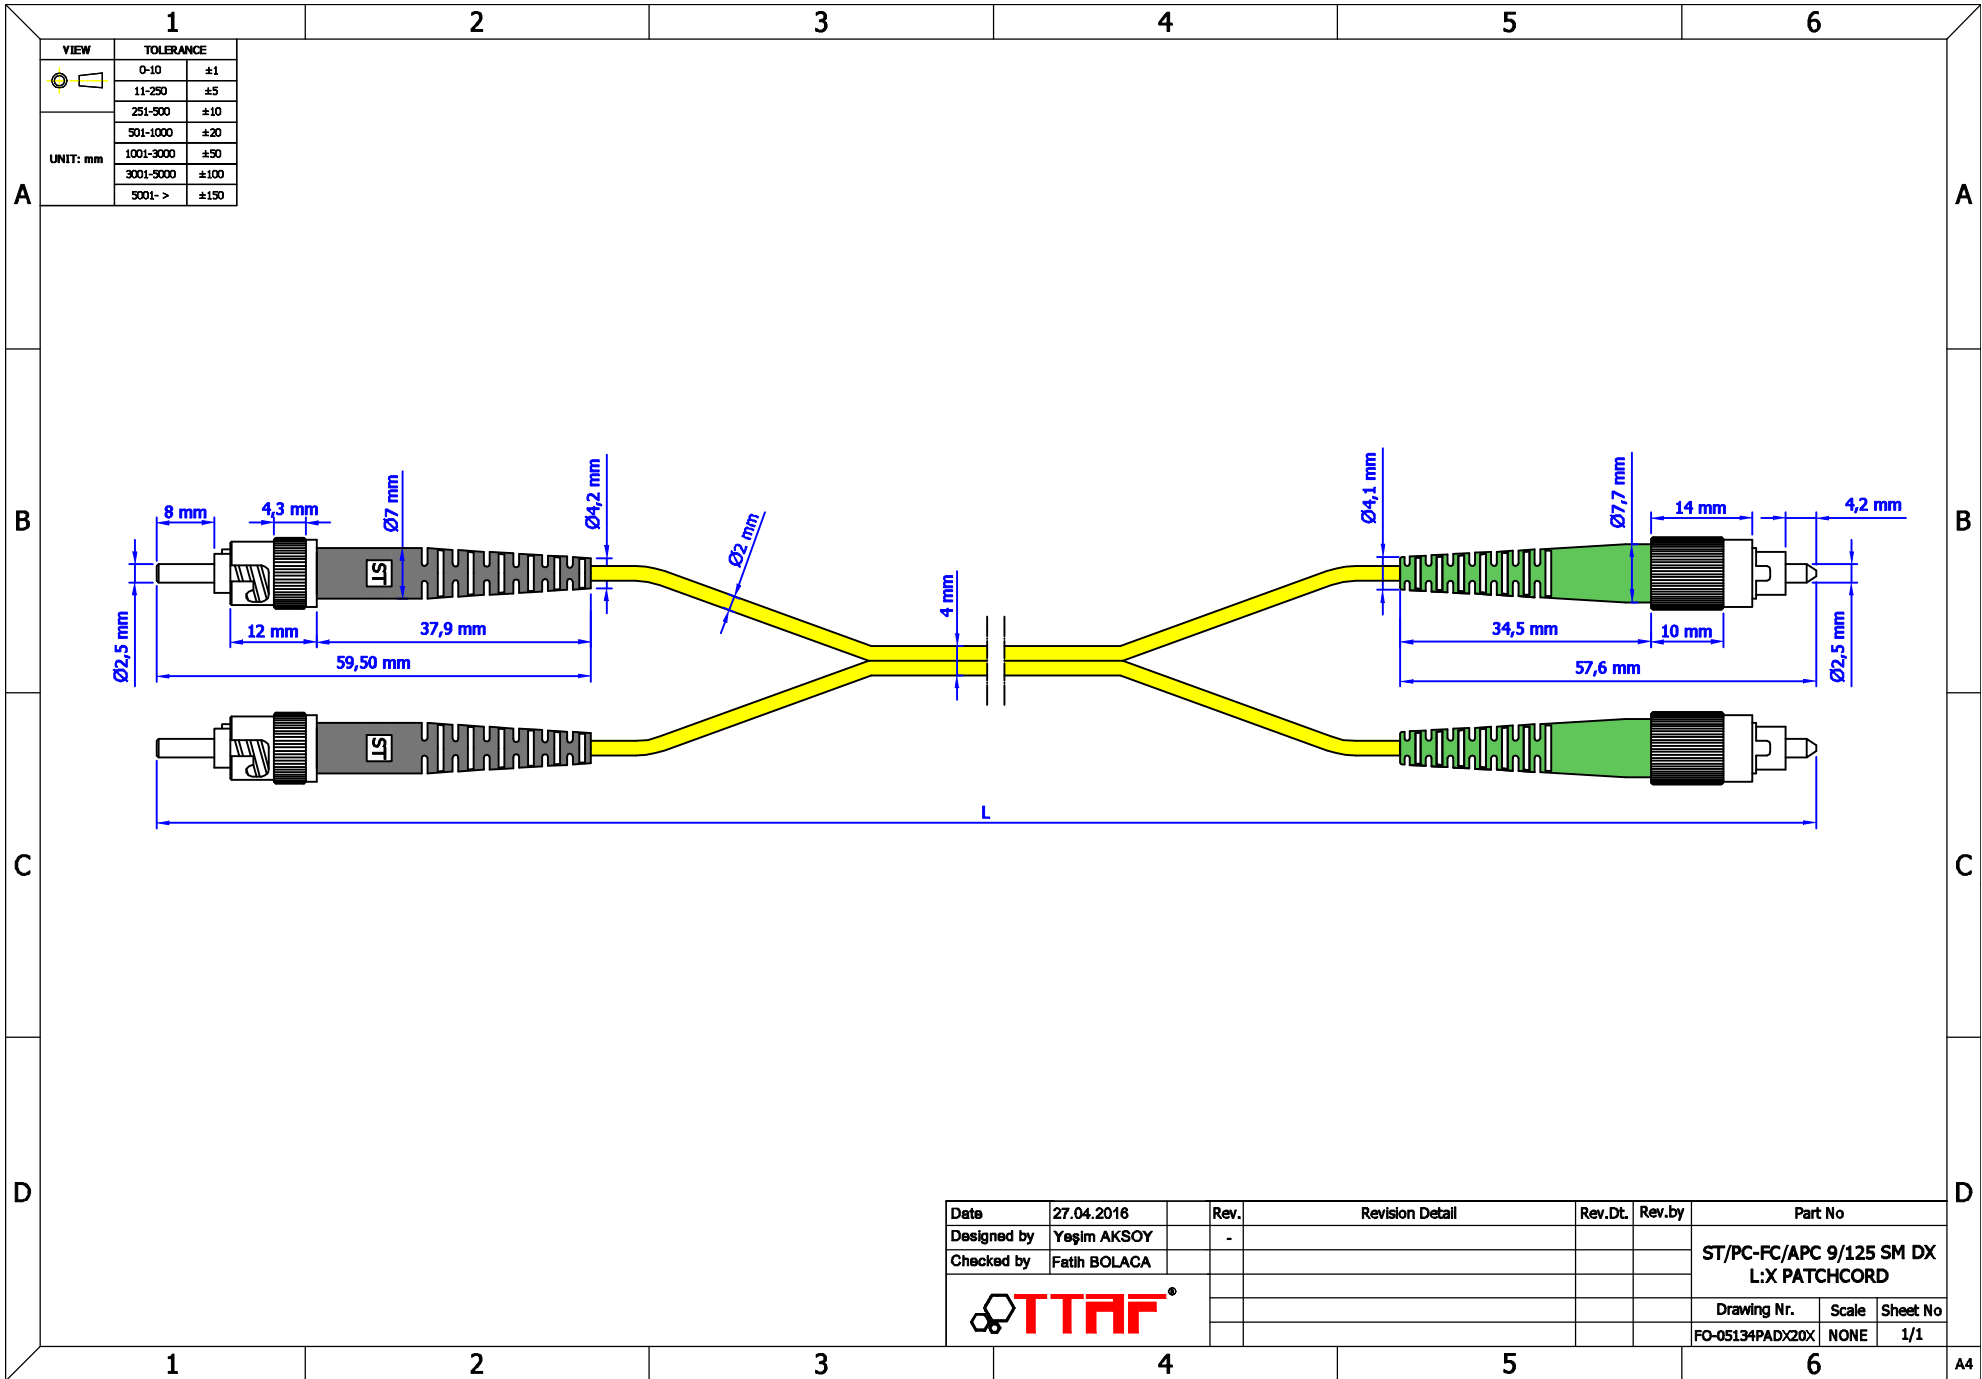 1 2 3 4 5 6
VIEW TOLERANCE
0-10 ±1
11-250 ±5
251-500 ±10
501-1000 ±20
UNIT: mm
1001-3000 ±50
3001-5000 ±100
5001- > ±150
A A
B B
8 mm
4,3 mm
Ø7 mm
Ø4,2 mm
Ø2 mm
4 mm
Ø4,1 mm
Ø7,7 mm
14 mm
4,2 mm
ST
Ø2,5 mm
12 mm
37,9 mm
59,50 mm
34,5 mm
10 mm
57,6 mm
Ø2,5 mm
ST
L
C C
D D
Date 27.04.2016 Rev. Revision Detail Rev.Dt. Rev.by Part No
Designed by Yeşim AKSOY -
Checked by Fatih BOLACA
ST/PC-FC/APC 9/125 SM DX
L:X PATCHCORD
TTAF ®
Drawing Nr. Scale Sheet No
FO-05134PADX20X NONE 1/1
1 2 3 4 5 6
A4